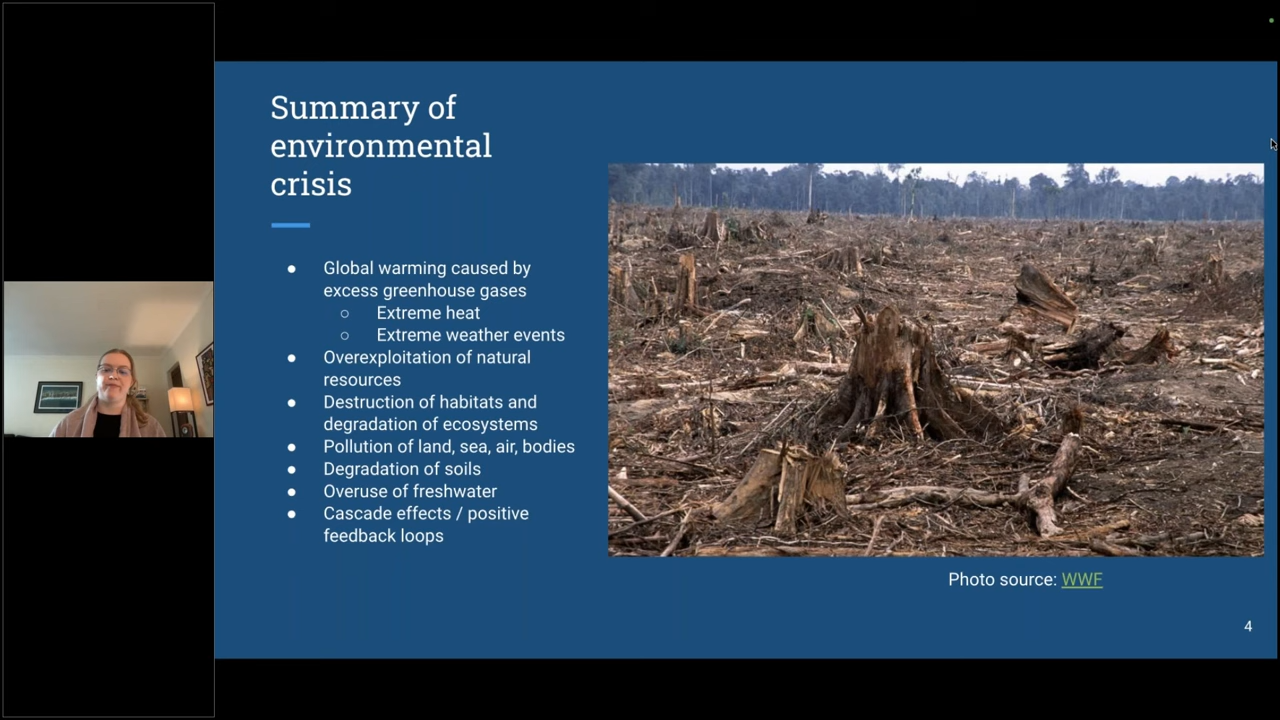 Summary of
environmental
crisis
● Global warming caused by
excess greenhouse gases
○ Extreme heat
○ Extreme weather events
● Overexploitation of natural
resources
● Destruction of habitats and
degradation of ecosystems
● Pollution of land, sea, air, bodies
● Degradation of soils
● Overuse of freshwater
● Cascade effects / positive
feedback loops
Photo source: WWF
4